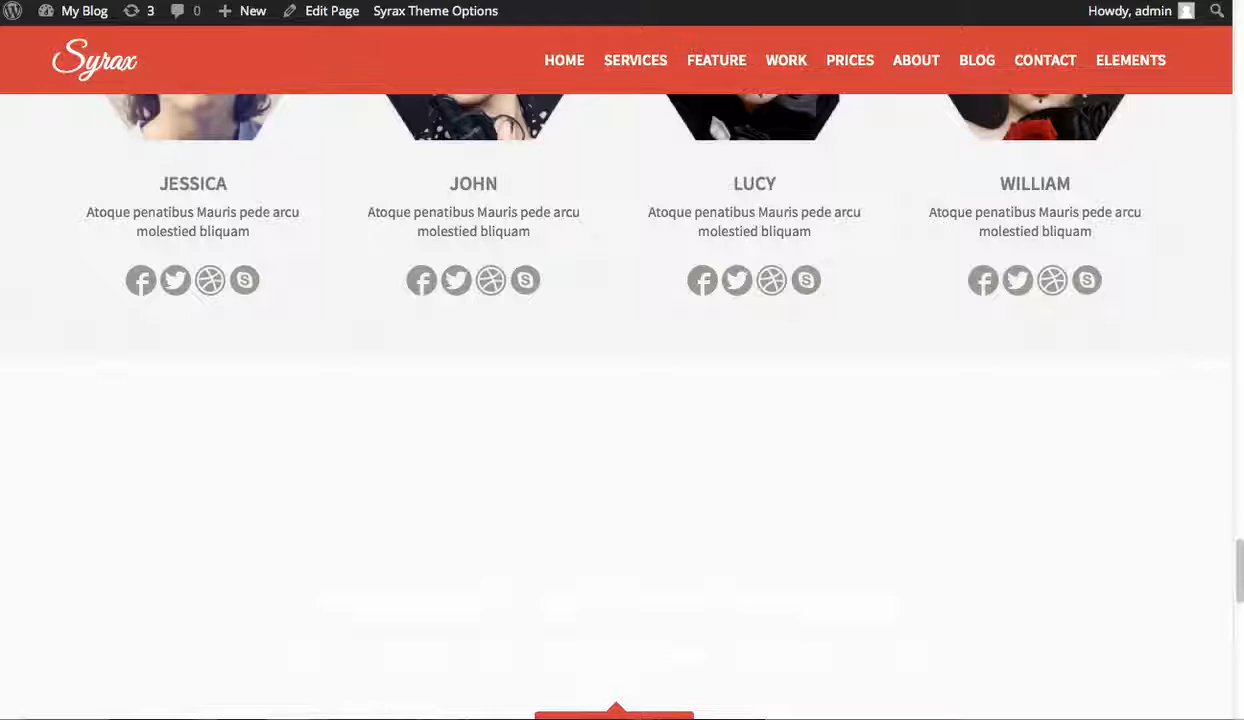 My Blog 3 0 New Edit Page Syrax Theme Options Howdy, admin
Syrax HOME SERVICES FEATURE WORK PRICES ABOUT BLOG CONTACT ELEMENTS
JESSICA JOHN LUCY WILLIAM
Atoque penatibus Mauris pede arcu Atoque penatibus Mauris pede arcu Atoque penatibus Mauris pede arcu Atoque penatibus Mauris pede arcu
molestied bliquam molestied bliquam molestied bliquam molestied bliquam